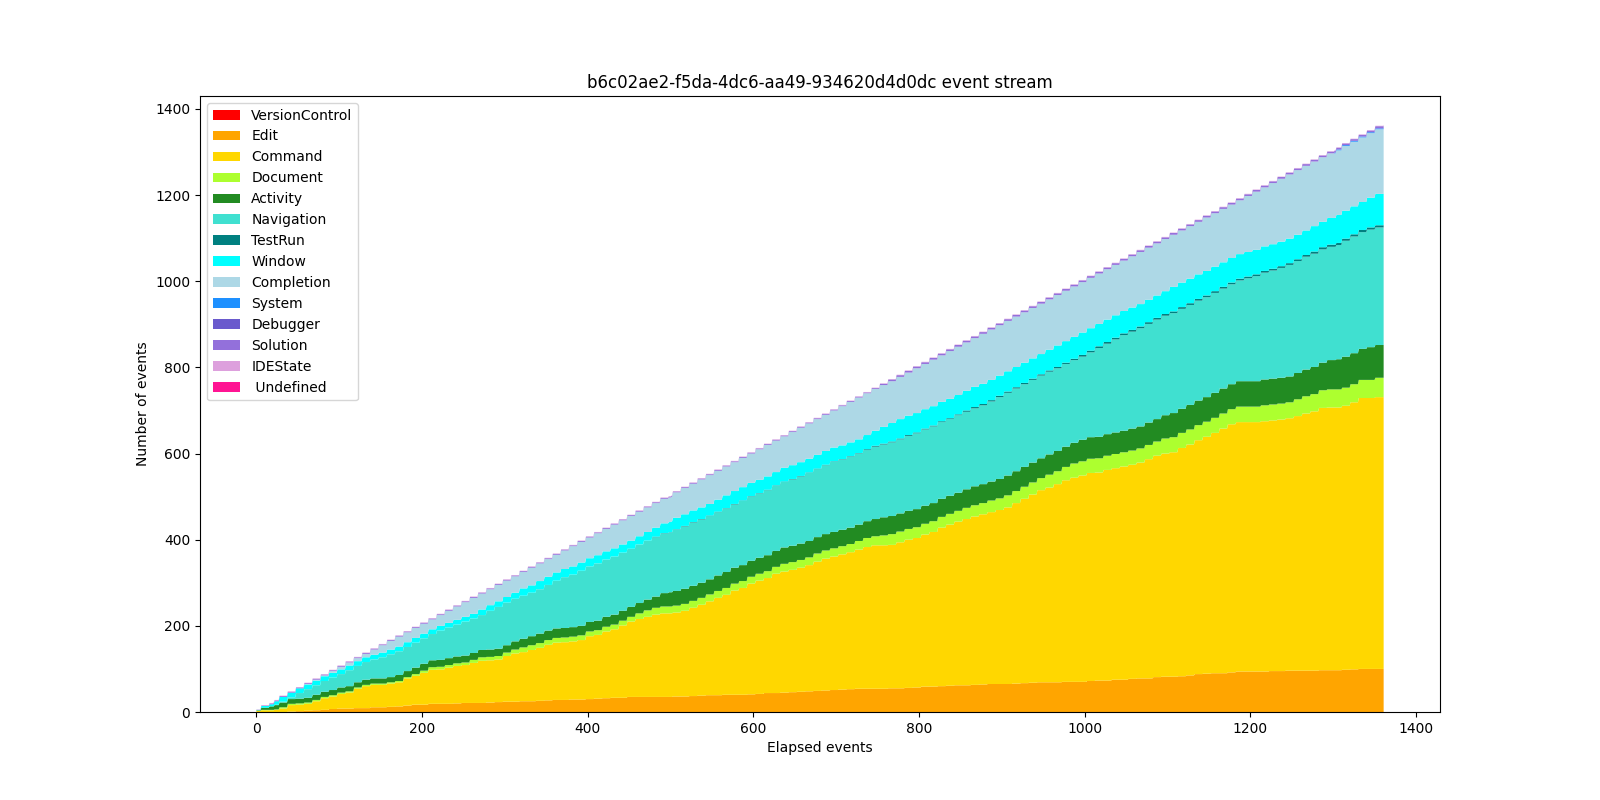 b6c02ae2-f5da-4dc6-aa49-934620d4d0dc event stream
1400
1200
1000
800
600
400
200
0
Number of events
VersionControl
Edit
Command
Document
Activity
Navigation
TestRun
Window
Completion
System
Debugger
Solution
IDEState
Undefined
0 200 400 600 800 1000 1200 1400
Elapsed events